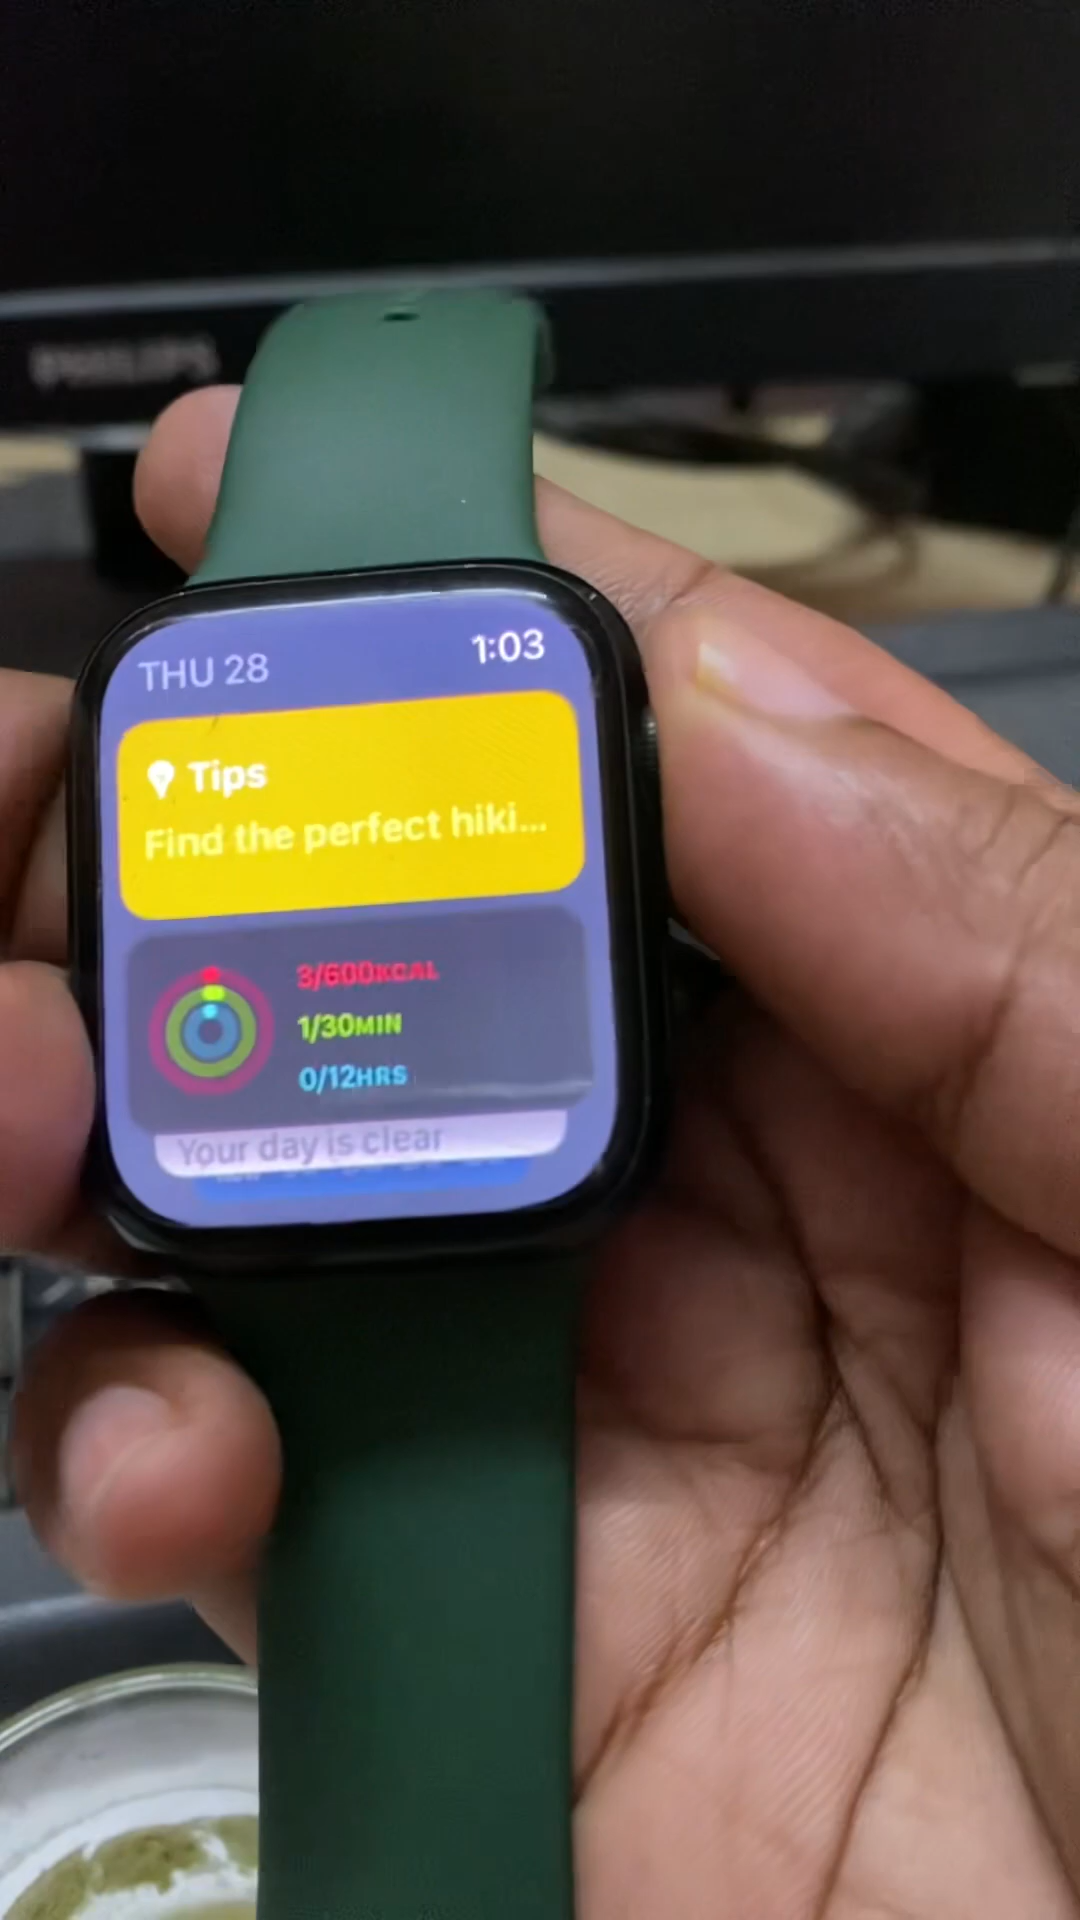 PHILIPS
THU 28
1:03
Tips
Find the perfect hiki...
3/600KCAL
1/30MIN
0/12HRS
Your day is clear